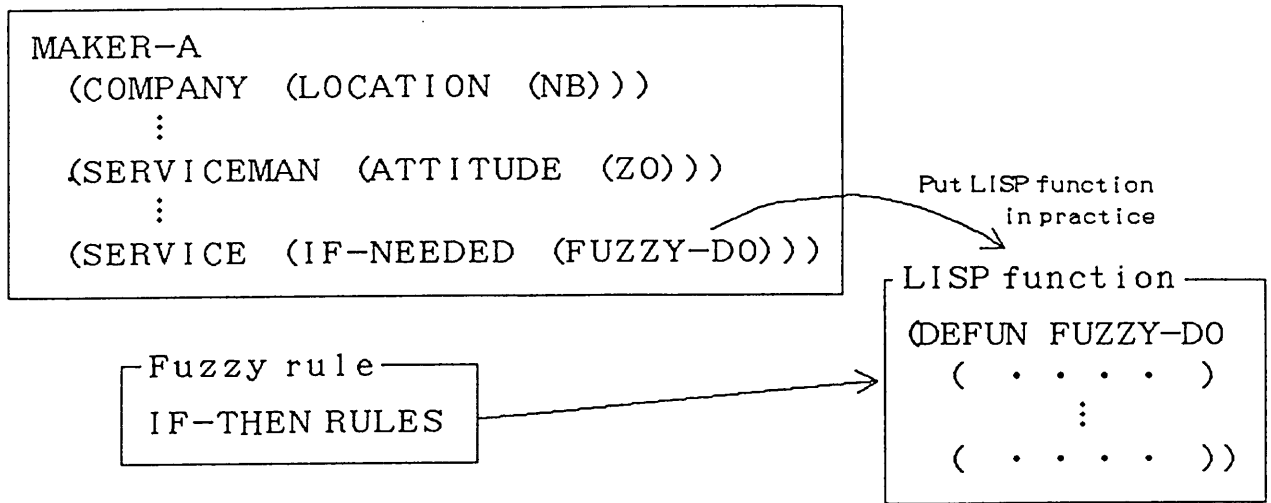 MAKER-A
(COMPANY (LOCATION (NB)))
⋮
(SERVICEMAN (ATTITUDE (ZO)))
⋮
(SERVICE (IF-NEEDED (FUZZY-DO)))
Put LISP function
in practice
LISP function
(DEFUN FUZZY-DO
( · · · · )
⋮
( · · · · ))
Fuzzy rule
IF-THEN RULES